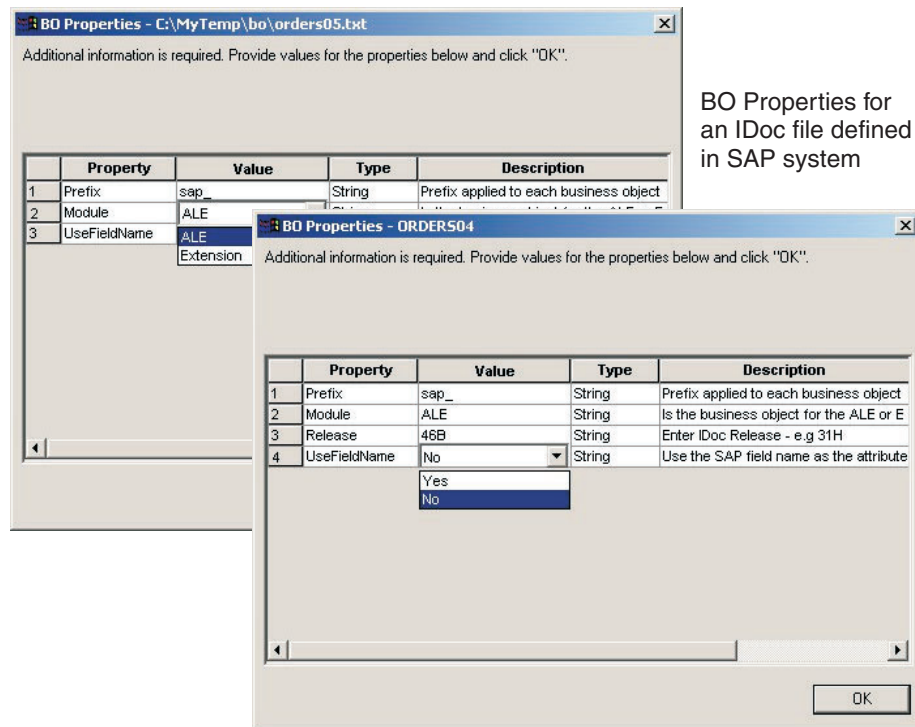 BO Properties - C:\MyTemp\bo\orders05.txt
Additional information is required. Provide values for the properties below and click "OK".
BO Properties for
an IDoc file defined
in SAP system
Property Value Type Description
1 Prefix sap_ String Prefix applied to each business object
2 Module ALE
3 UseFieldName ALE
Extension
BO Properties - ORDERS04
Additional information is required. Provide values for the properties below and click "OK".
Property Value Type Description
1 Prefix sap_ String Prefix applied to each business object
2 Module ALE String Is the business object for the ALE or E
3 Release 46B String Enter IDoc Release - e.g 31H
4 UseFieldName No String Use the SAP field name as the attribute
Yes
No
OK